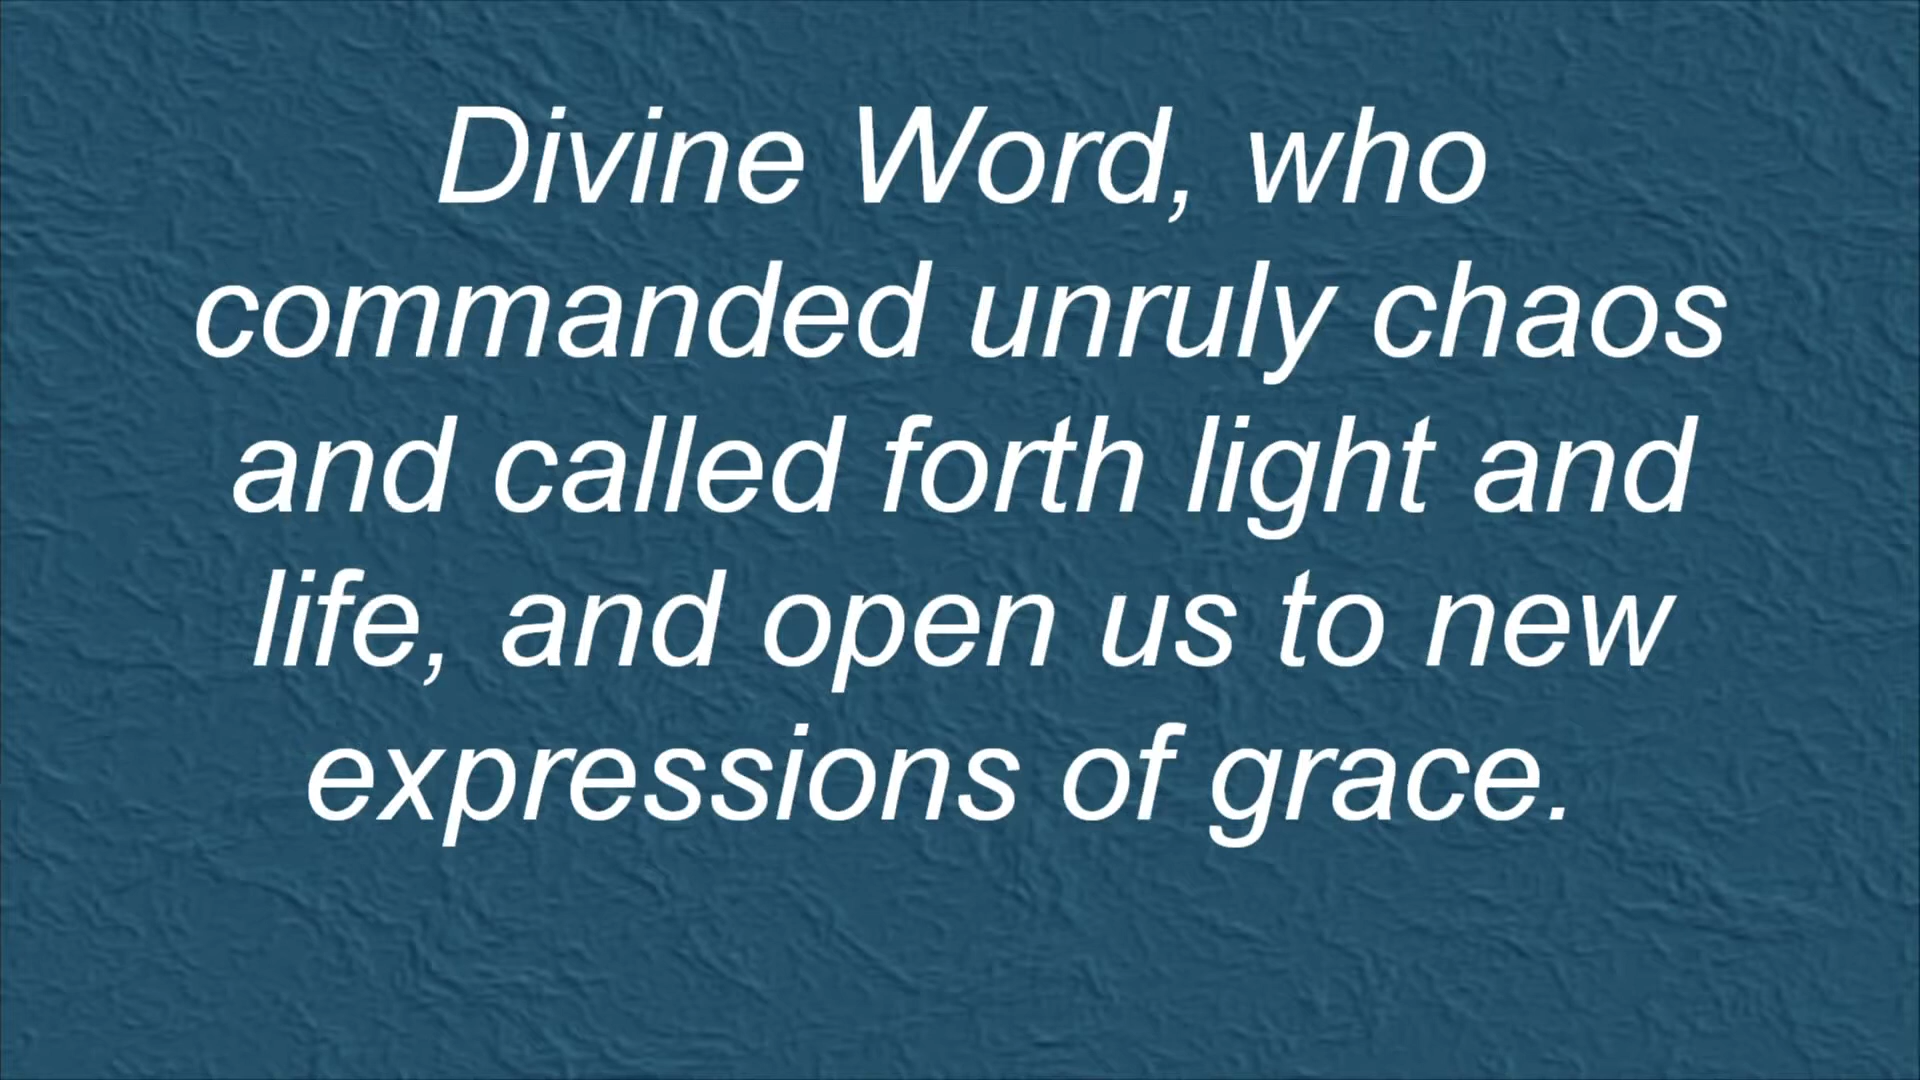 Divine Word, who
commanded unruly chaos
and called forth light and
life, and open us to new
expressions of grace.